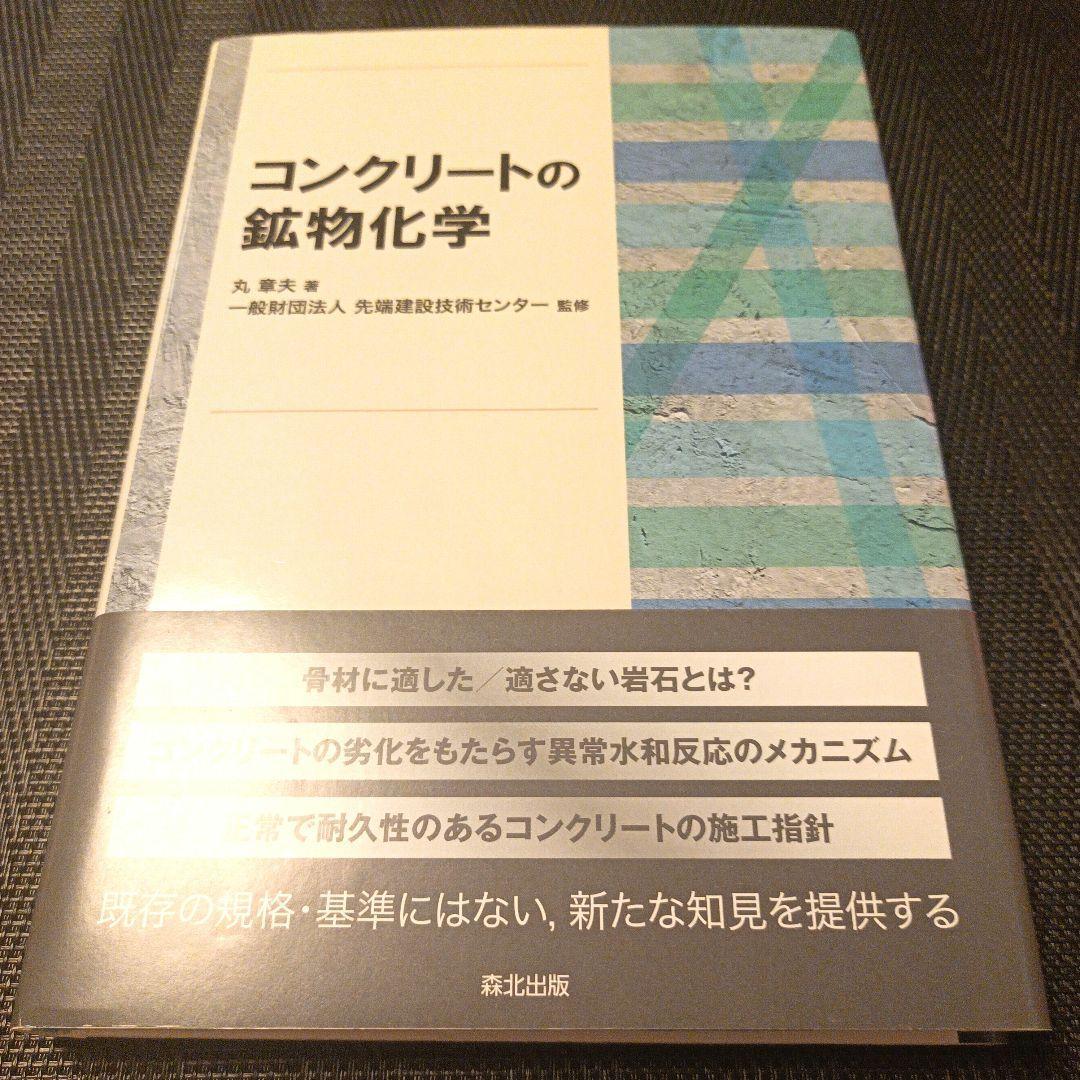 コンクリートの
鉱物化学
丸 章夫 著
一般財団法人 先端建設技術センター 監修
骨材に適した／適さない岩石とは？
コンクリートの劣化をもたらす異常水和反応のメカニズム
正常で耐久性のあるコンクリートの施工指針
既存の規格・基準にはない，新たな知見を提供する
森北出版